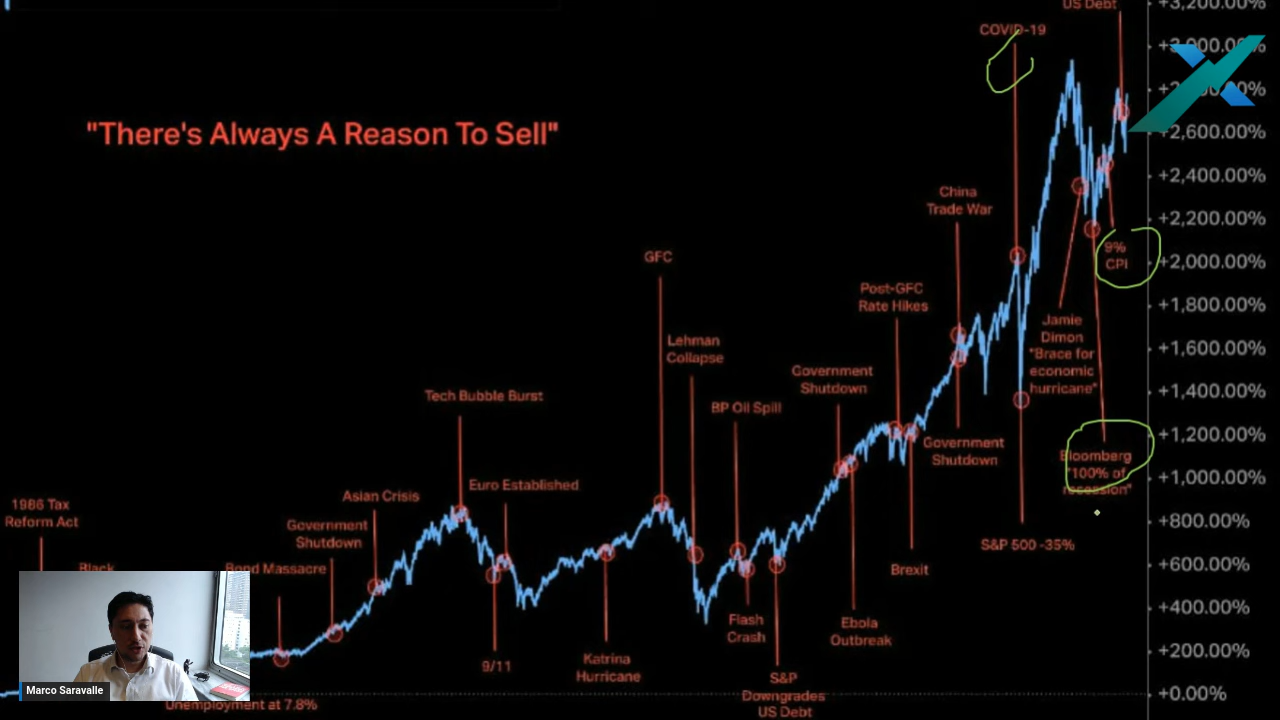 US Debt
+3,200.00%
COVID-19
"There's Always A Reason To Sell"
+2,600.00%
+2,400.00%
China
Trade War
+2,200.00%
9%
CPI
GFC
+2,000.00%
Post-GFC
Rate Hikes
+1,800.00%
Jamie
Dimon
"Brace for
economic
hurricane"
Lehman
Collapse
+1,600.00%
Government
Shutdown
+1,400.00%
Tech Bubble Burst
BP Oil Spill
Government
Shutdown
+1,200.00%
Bloomberg
"100% of
recession"
+1,000.00%
Asian Crisis
Euro Established
1986 Tax
Reform Act
Government
Shutdown
+800.00%
S&P 500 -35%
Black
Bond Massacre
Brexit
+600.00%
+400.00%
Flash
Crash
Ebola
Outbreak
+200.00%
9/11
Katrina
Hurricane
S&P
Downgrades
US Debt
+0.00%
Marco Saravalle
Unemployment at 7.8%